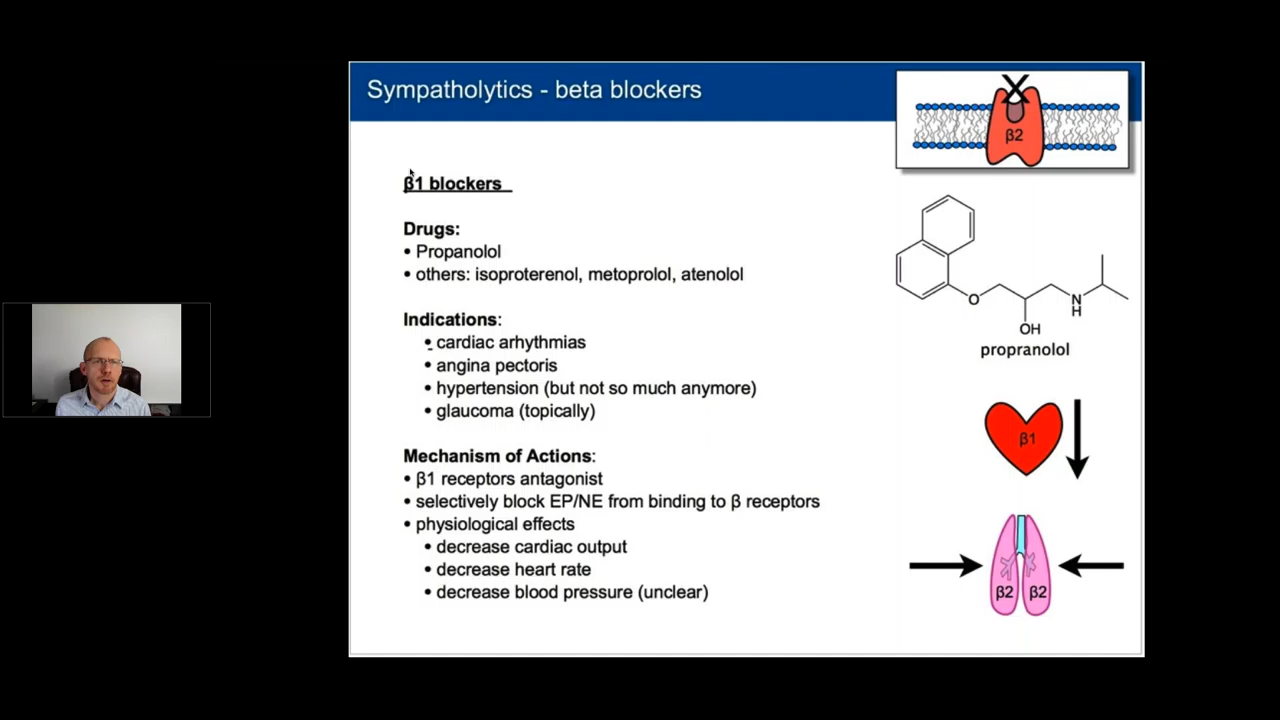 Sympatholytics - beta blockers
β2
β1 blockers
Drugs:
• Propanolol
• others: isoproterenol, metoprolol, atenolol
Indications:
• cardiac arhythmias
• angina pectoris
• hypertension (but not so much anymore)
• glaucoma (topically)
Mechanism of Actions:
• β1 receptors antagonist
• selectively block EP/NE from binding to β receptors
• physiological effects
• decrease cardiac output
• decrease heart rate
• decrease blood pressure (unclear)
O
N
H
OH
propranolol
β1
β2 β2